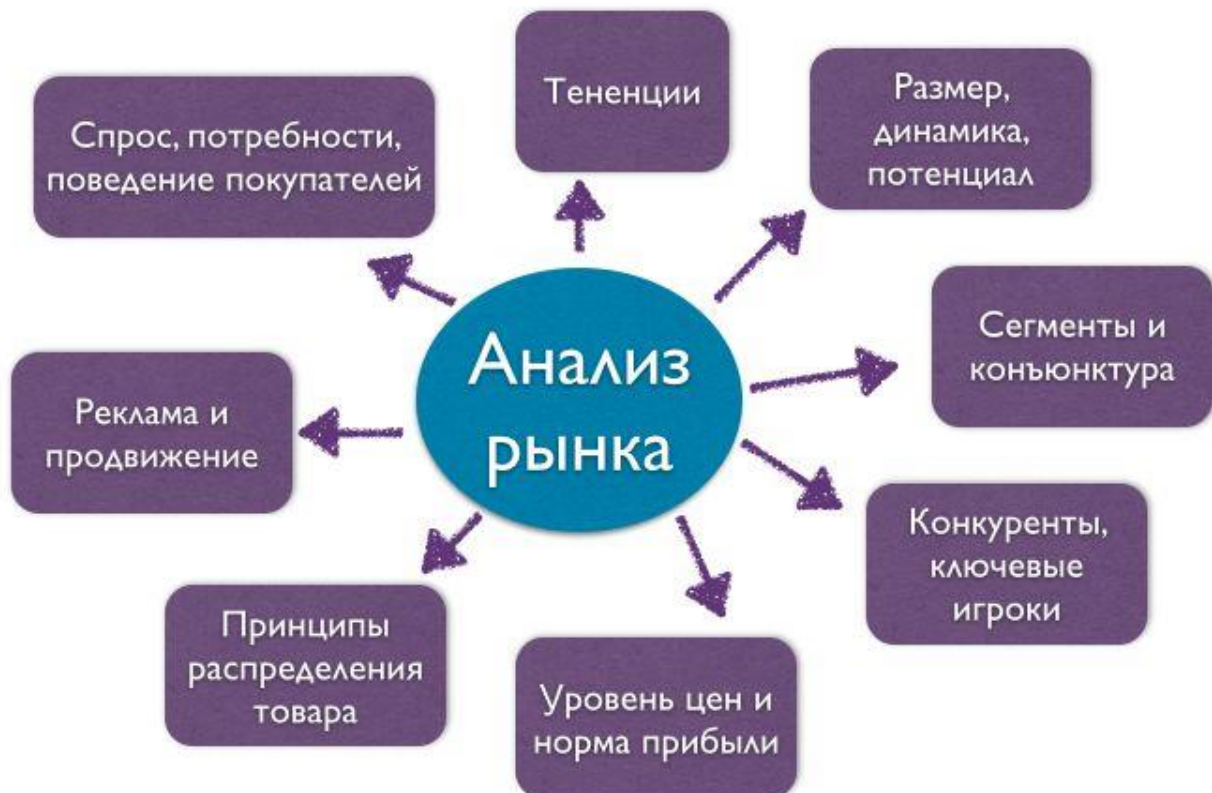 Тененции
Размер,
динамика,
потенциал
Спрос, потребности,
поведение покупателей
Сегменты и
конъюнктура
Анализ
рынка
Реклама и
продвижение
Конкуренты,
ключевые
игроки
Принципы
распределения
товара
Уровень цен и
норма прибыли